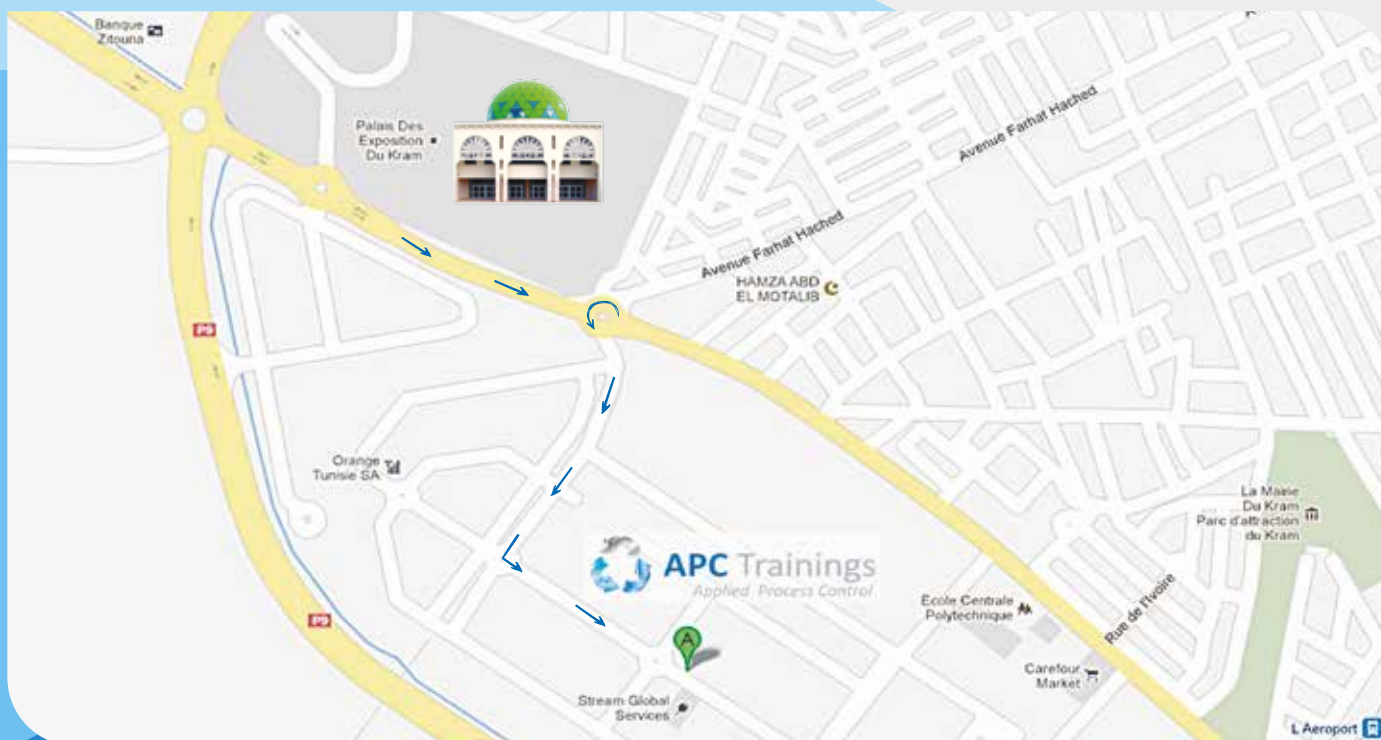 Banque
Zitouna
Palais Des
Exposition
Du Kram
Avenue Farhat Hached
Avenue Farhat Hached
HAMZA ABD
EL MOTALIB
P9
Orange
Tunisie SA
La Mairie
Du Kram
Parc d'attraction
du Kram
APC Trainings
Applied Process Control
Ecole Centrale
Polytechnique
Rue de l'Ivoire
P9
A
Carefour
Market
Stream Global
Services
L Aeroport